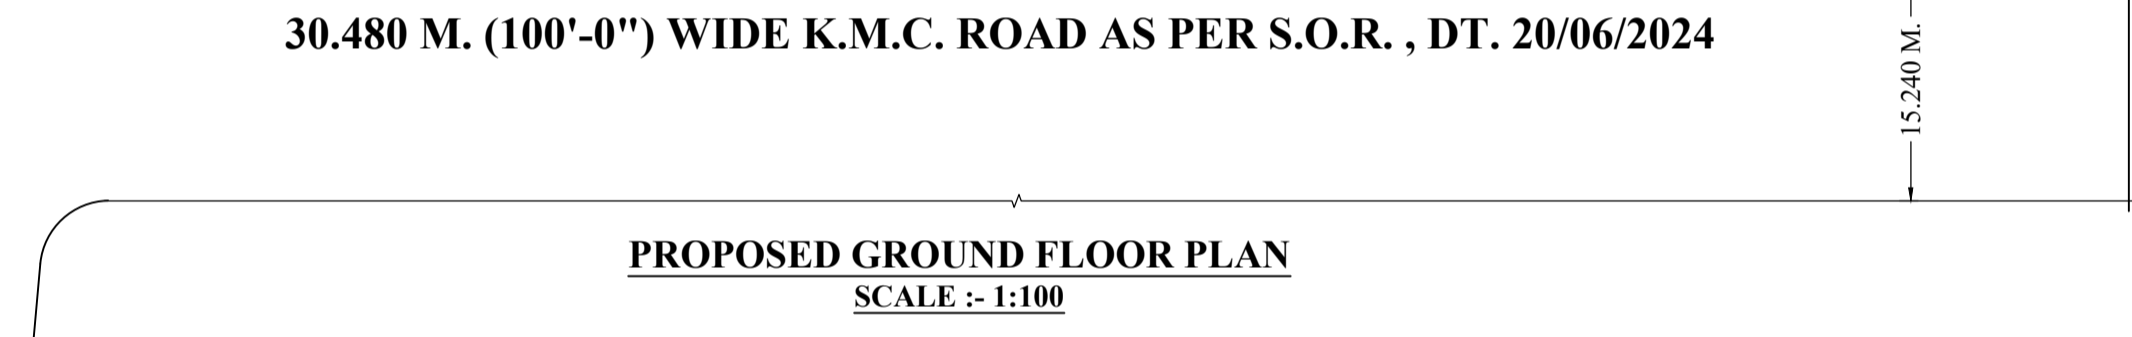 30.480 M. (100'-0") WIDE K.M.C. ROAD AS PER S.O.R. , DT. 20/06/2024
15.240 M.
PROPOSED GROUND FLOOR PLAN
SCALE :- 1:100